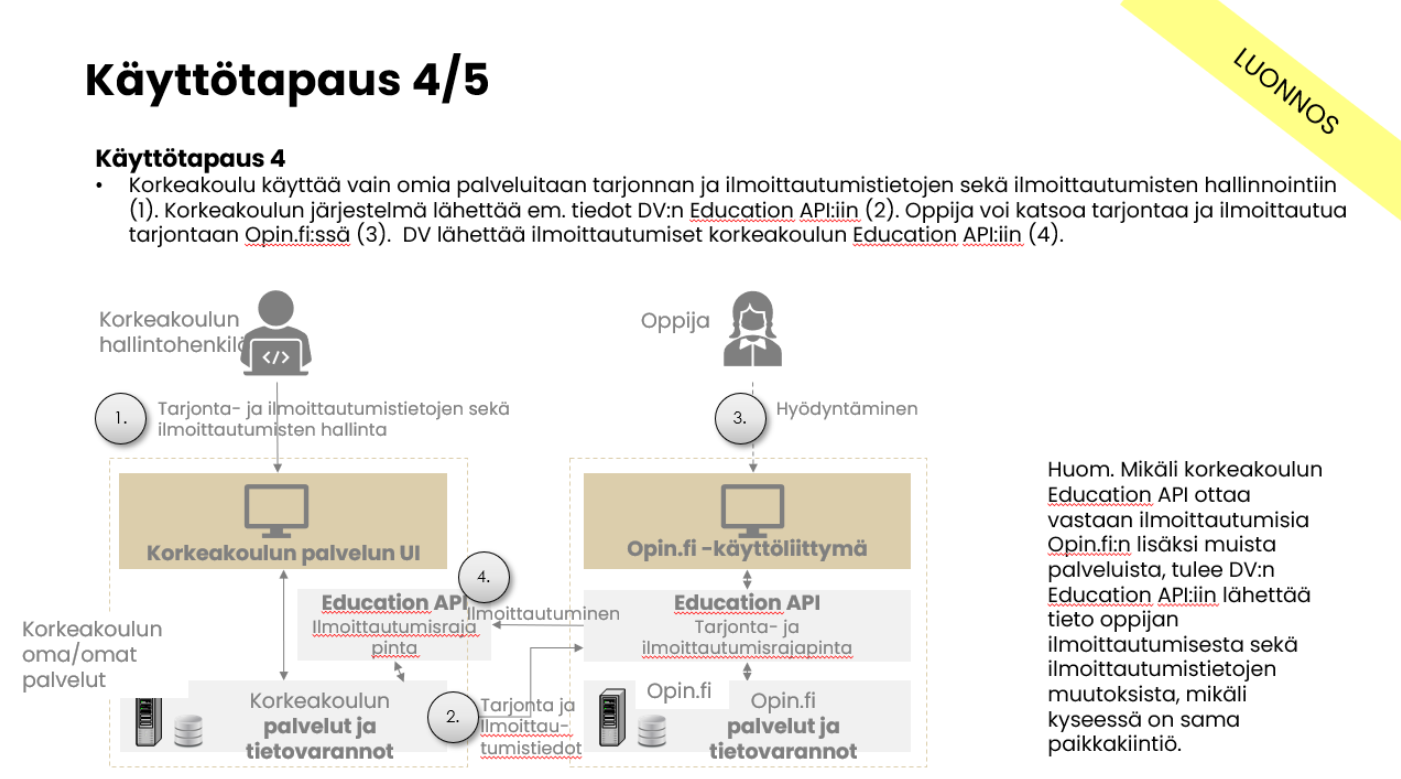 Käyttötapaus 4/5
LUONNOS
Käyttötapaus 4
• Korkeakoulu käyttää vain omia palveluitaan tarjonnan ja ilmoittautumistietojen sekä ilmoittautumisten hallinnointiin
(1). Korkeakoulun järjestelmä lähettää em. tiedot DV:n Education API:iin (2). Oppija voi katsoa tarjontaa ja ilmoittautua
tarjontaan Opin.fi:ssä (3).  DV lähettää ilmoittautumiset korkeakoulun Education API:iin (4).
Korkeakoulun
hallintohenkilö
Oppija
1.
Tarjonta- ja ilmoittautumistietojen sekä
ilmoittautumisten hallinta
3.
Hyödyntäminen
Korkeakoulun palvelun UI
Opin.fi -käyttöliittymä
4.
Ilmoittautuminen
Education API
Ilmoittautumisraja
pinta
Education API
Tarjonta- ja
ilmoittautumisrajapinta
Korkeakoulun
oma/omat
palvelut
Korkeakoulun
palvelut ja
tietovarannot
2.
Tarjonta ja
ilmoittau-
tumistiedot
Opin.fi
Opin.fi
palvelut ja
tietovarannot
Huom. Mikäli korkeakoulun
Education API ottaa
vastaan ilmoittautumisia
Opin.fi:n lisäksi muista
palveluista, tulee DV:n
Education API:iin lähettää
tieto oppijan
ilmoittautumisesta sekä
ilmoittautumistietojen
muutoksista, mikäli
kyseessä on sama
paikkakiintiö.